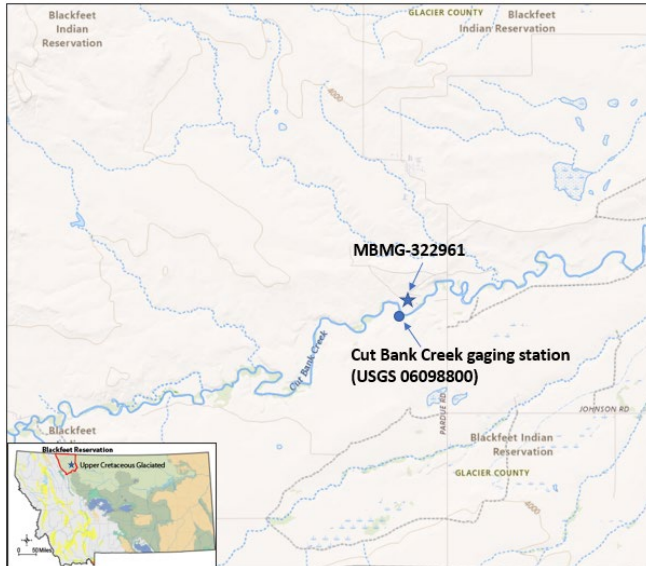 Blackfeet
Indian
Reservation
GLACIER COUNTY
Blackfeet
Indian Reservation
4000
MBMG-322961
Cut Bank Creek
Cut Bank Creek gaging station
(USGS 06098800)
PARDUE RD
JOHNSON RD
Blackfeet Indian
Reservation
GLACIER COUNTY
4000
Blackfeet
Blackfeet Reservation
Upper Cretaceous Glaciated
N
0 50 Miles